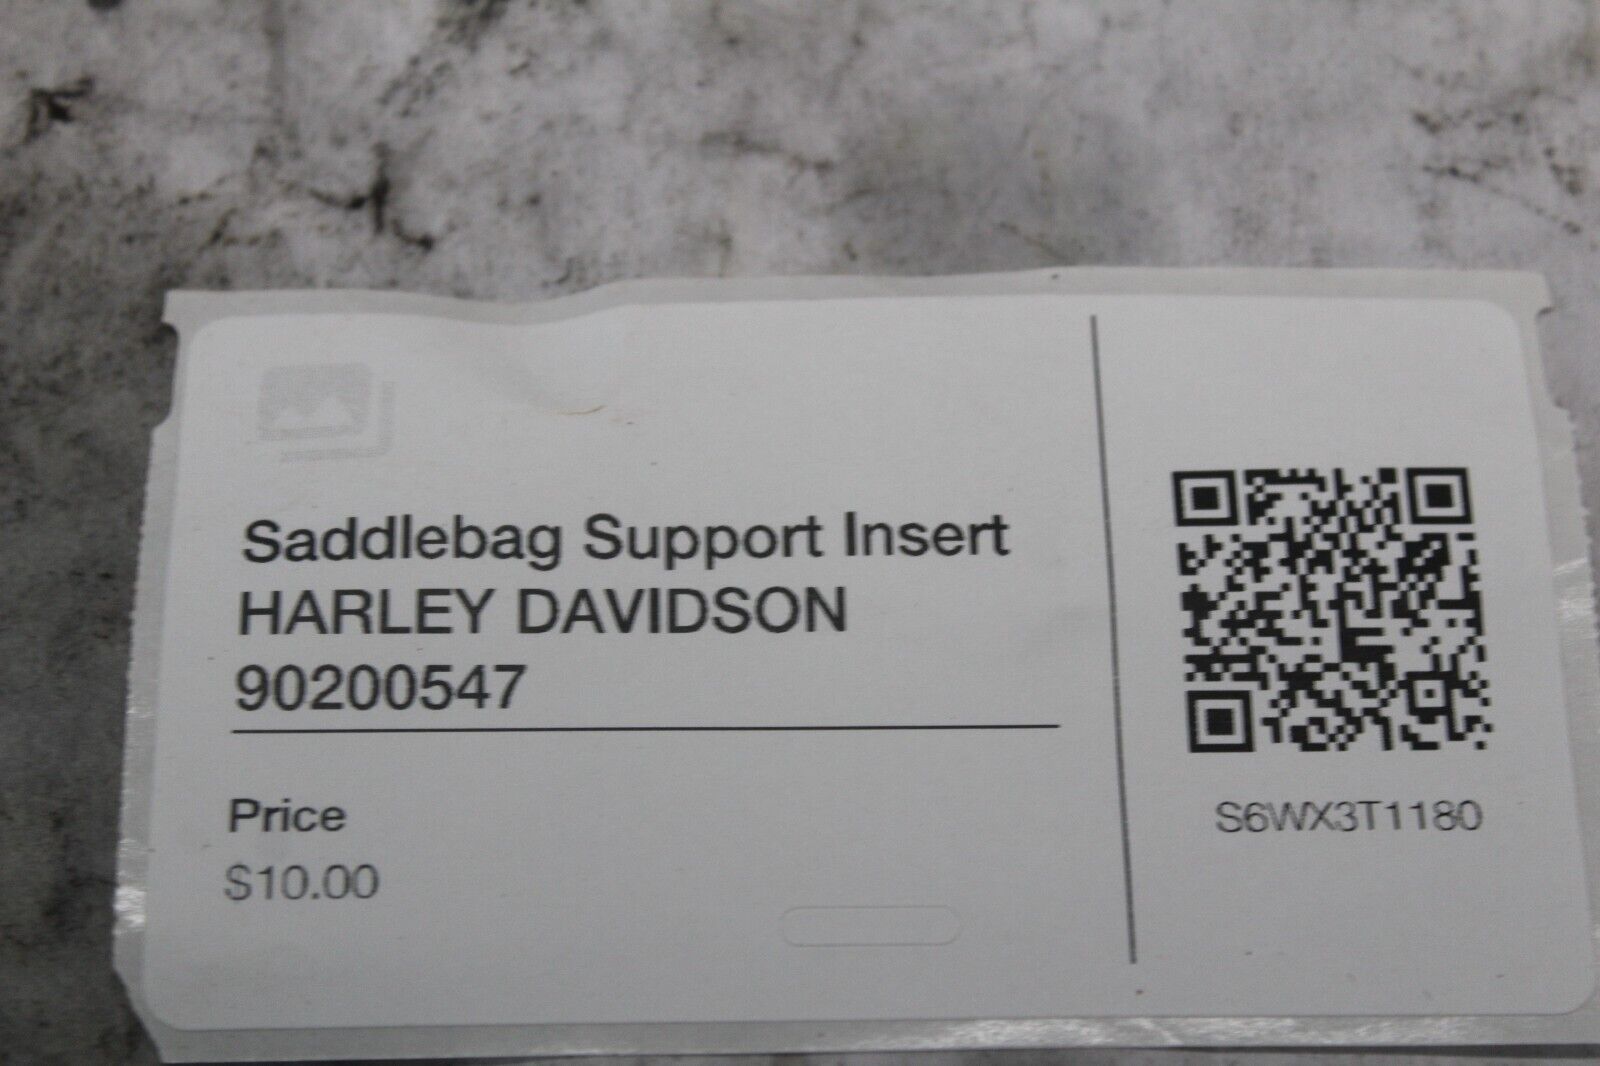 Saddlebag Support Insert
HARLEY DAVIDSON
90200547
Price
$10.00
S6WX3T1180